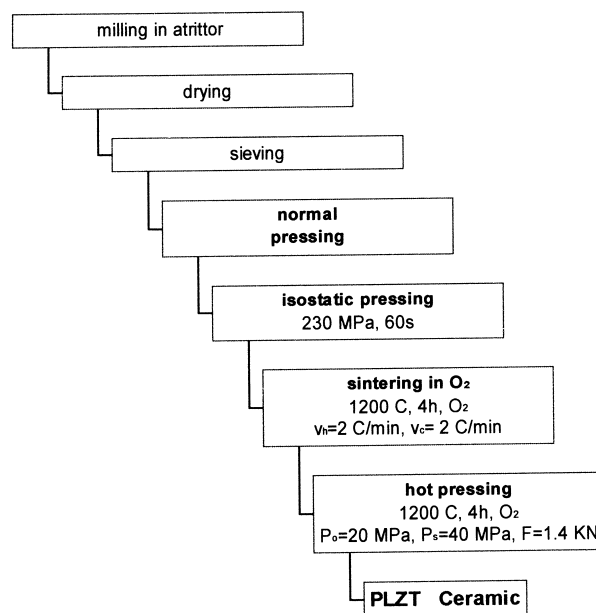 milling in atrittor
drying
sieving
normal
pressing
isostatic pressing
230 MPa, 60s
sintering in O₂
1200 C, 4h, O₂
vₕ=2 C/min, v꜀= 2 C/min
hot pressing
1200 C, 4h, O₂
Pₒ=20 MPa, Pₛ=40 MPa, F=1.4 KN
PLZT Ceramic